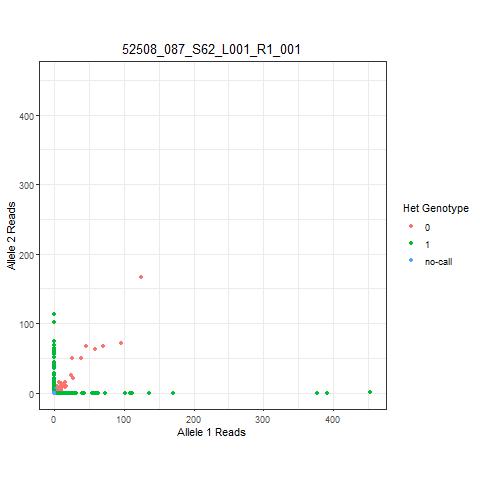 52508_087_S62_L001_R1_001
Allele 2 Reads
400
300
200
100
0
0 100 200 300 400
Allele 1 Reads
Het Genotype
0
1
no-call